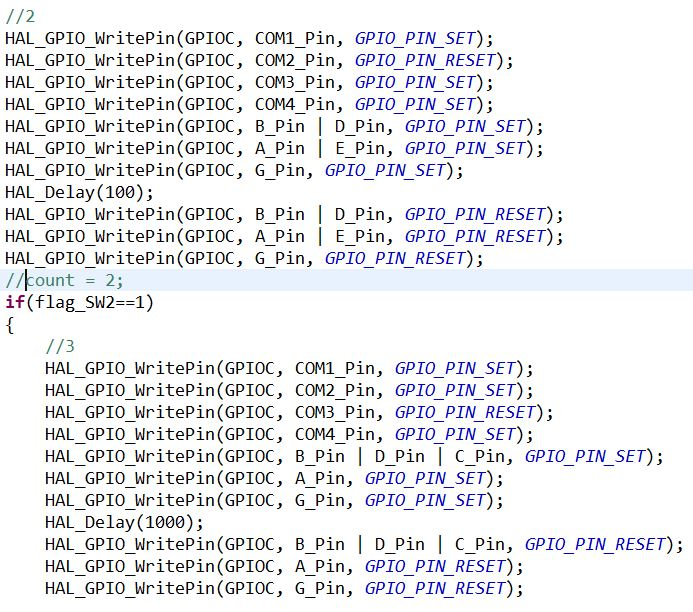 //2
HAL_GPIO_WritePin(GPIOC, COM1_Pin, GPIO_PIN_SET);
HAL_GPIO_WritePin(GPIOC, COM2_Pin, GPIO_PIN_RESET);
HAL_GPIO_WritePin(GPIOC, COM3_Pin, GPIO_PIN_SET);
HAL_GPIO_WritePin(GPIOC, COM4_Pin, GPIO_PIN_SET);
HAL_GPIO_WritePin(GPIOC, B_Pin | D_Pin, GPIO_PIN_SET);
HAL_GPIO_WritePin(GPIOC, A_Pin | E_Pin, GPIO_PIN_SET);
HAL_GPIO_WritePin(GPIOC, G_Pin, GPIO_PIN_SET);
HAL_Delay(100);
HAL_GPIO_WritePin(GPIOC, B_Pin | D_Pin, GPIO_PIN_RESET);
HAL_GPIO_WritePin(GPIOC, A_Pin | E_Pin, GPIO_PIN_RESET);
HAL_GPIO_WritePin(GPIOC, G_Pin, GPIO_PIN_RESET);
//count = 2;
if(flag_SW2==1)
{
    //3
    HAL_GPIO_WritePin(GPIOC, COM1_Pin, GPIO_PIN_SET);
    HAL_GPIO_WritePin(GPIOC, COM2_Pin, GPIO_PIN_SET);
    HAL_GPIO_WritePin(GPIOC, COM3_Pin, GPIO_PIN_RESET);
    HAL_GPIO_WritePin(GPIOC, COM4_Pin, GPIO_PIN_SET);
    HAL_GPIO_WritePin(GPIOC, B_Pin | D_Pin | C_Pin, GPIO_PIN_SET);
    HAL_GPIO_WritePin(GPIOC, A_Pin, GPIO_PIN_SET);
    HAL_GPIO_WritePin(GPIOC, G_Pin, GPIO_PIN_SET);
    HAL_Delay(1000);
    HAL_GPIO_WritePin(GPIOC, B_Pin | D_Pin | C_Pin, GPIO_PIN_RESET);
    HAL_GPIO_WritePin(GPIOC, A_Pin, GPIO_PIN_RESET);
    HAL_GPIO_WritePin(GPIOC, G_Pin, GPIO_PIN_RESET);